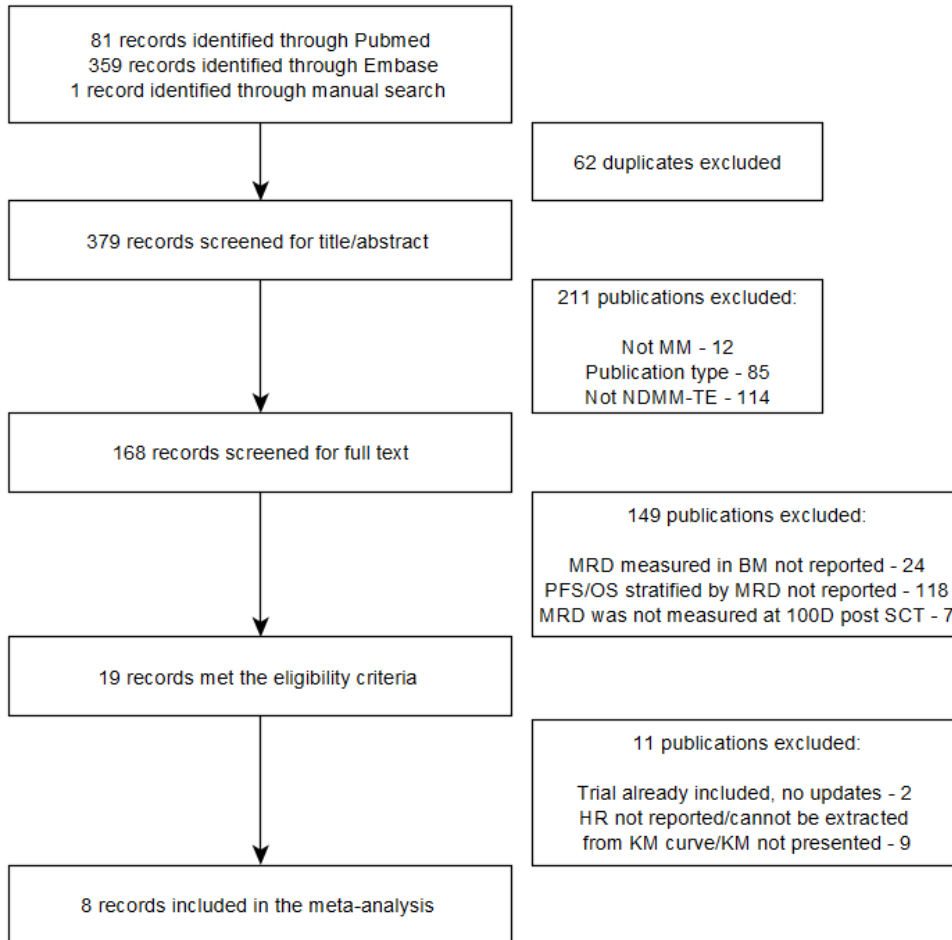 81 records identified through Pubmed
359 records identified through Embase
1 record identified through manual search
62 duplicates excluded
379 records screened for title/abstract
211 publications excluded:
Not MM - 12
Publication type - 85
Not NDMM-TE - 114
168 records screened for full text
149 publications excluded:
MRD measured in BM not reported - 24
PFS/OS stratified by MRD not reported - 118
MRD was not measured at 100D post SCT - 7
19 records met the eligibility criteria
11 publications excluded:
Trial already included, no updates - 2
HR not reported/cannot be extracted
from KM curve/KM not presented - 9
8 records included in the meta-analysis